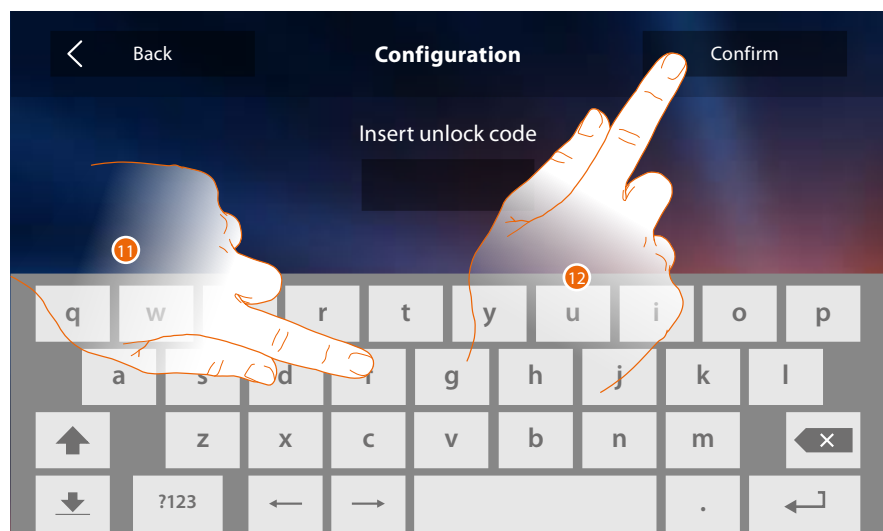 Back Configuration Confirm
Insert unlock code
11
12
q w r t y u i o p
a s d f g h j k l
z x c v b n m
?123 .